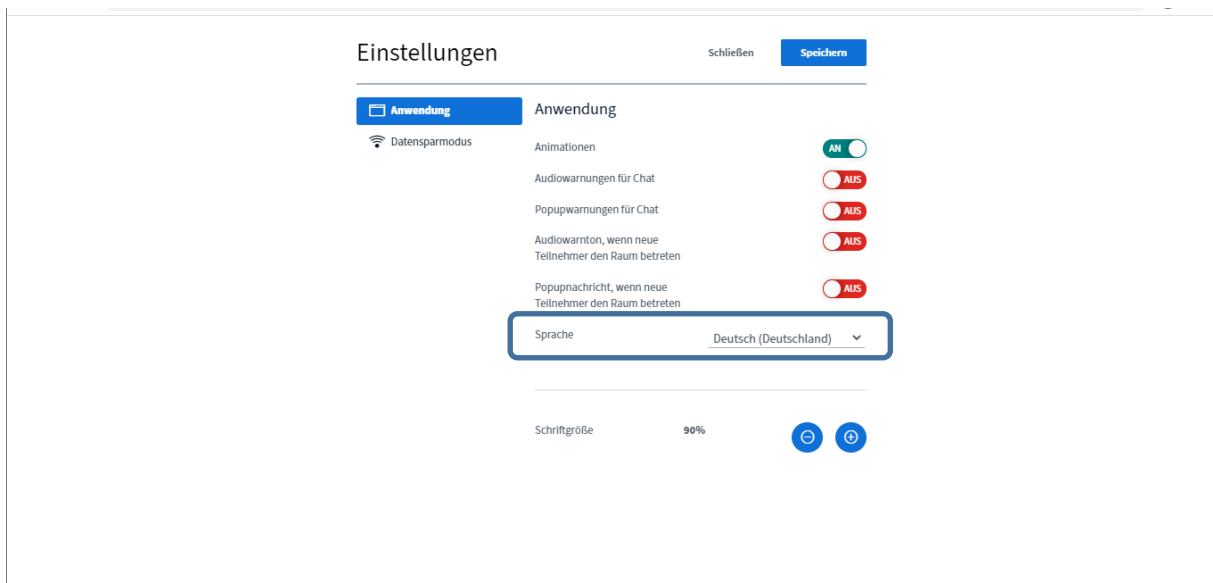 Einstellungen
Schließen
Speichern
Anwendung
Datensparmodus
Anwendung
Animationen
AN
Audiowarnungen für Chat
AUS
Popupwarnungen für Chat
AUS
Audiowarnton, wenn neue
Teilnehmer den Raum betreten
AUS
Popupnachricht, wenn neue
Teilnehmer den Raum betreten
AUS
Sprache
Deutsch (Deutschland)
Schriftgröße
90%